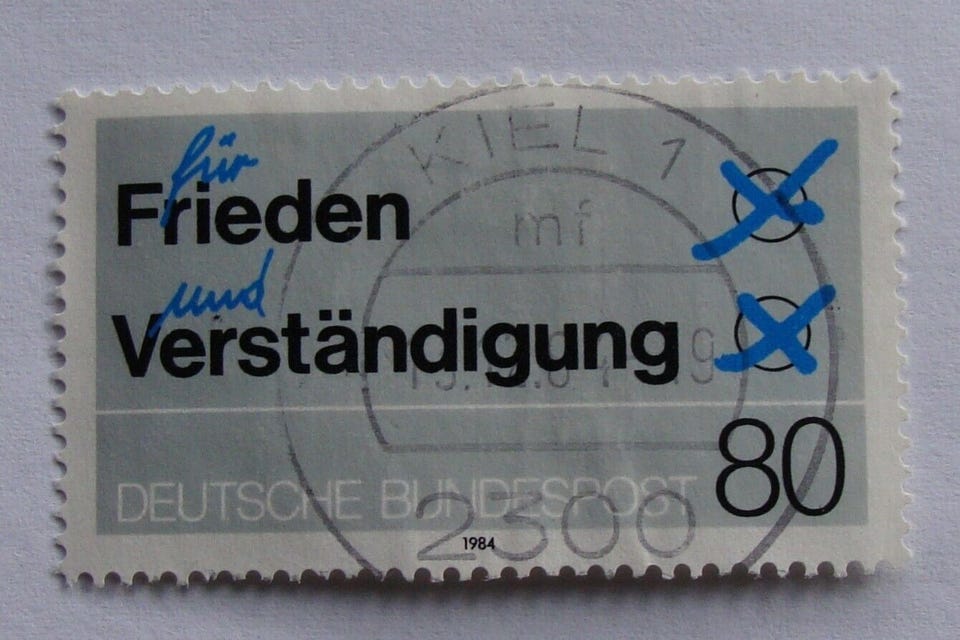 KIEL 1
mf
für
Frieden
und
Verständigung
80
DEUTSCHE BUNDESPOST
2300
1984